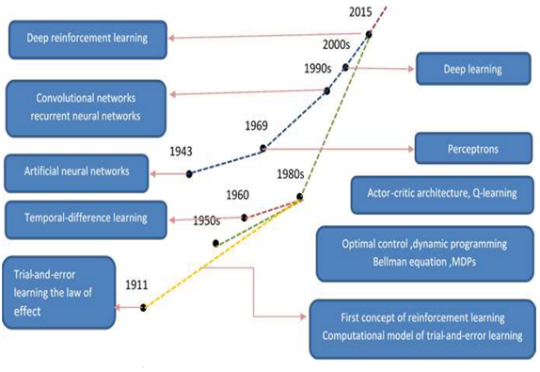 2015
Deep reinforcement learning
2000s
1990s
Deep learning
Convolutional networks
recurrent neural networks
1969
1943
Perceptrons
Artificial neural networks
1980s
Actor-critic architecture, Q-learning
1960
Temporal-difference learning
1950s
Optimal control ,dynamic programming
Bellman equation ,MDPs
Trial-and-error
learning the law of
effect
1911
First concept of reinforcement learning
Computational model of trial-and-error learning